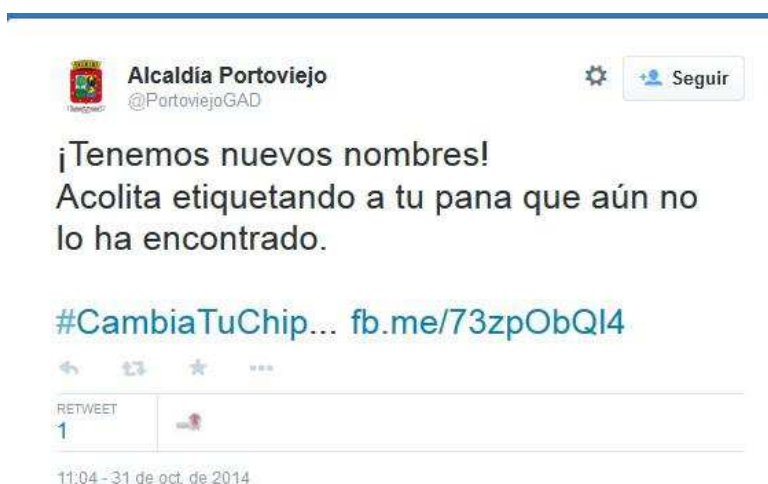 Alcaldía Portoviejo
@PortoviejoGAD
Seguir
¡Tenemos nuevos nombres!
Acolita etiquetando a tu pana que aún no
lo ha encontrado.
#CambiaTuChip... fb.me/73zpObQI4
RETWEET
1
11:04 - 31 de oct. de 2014